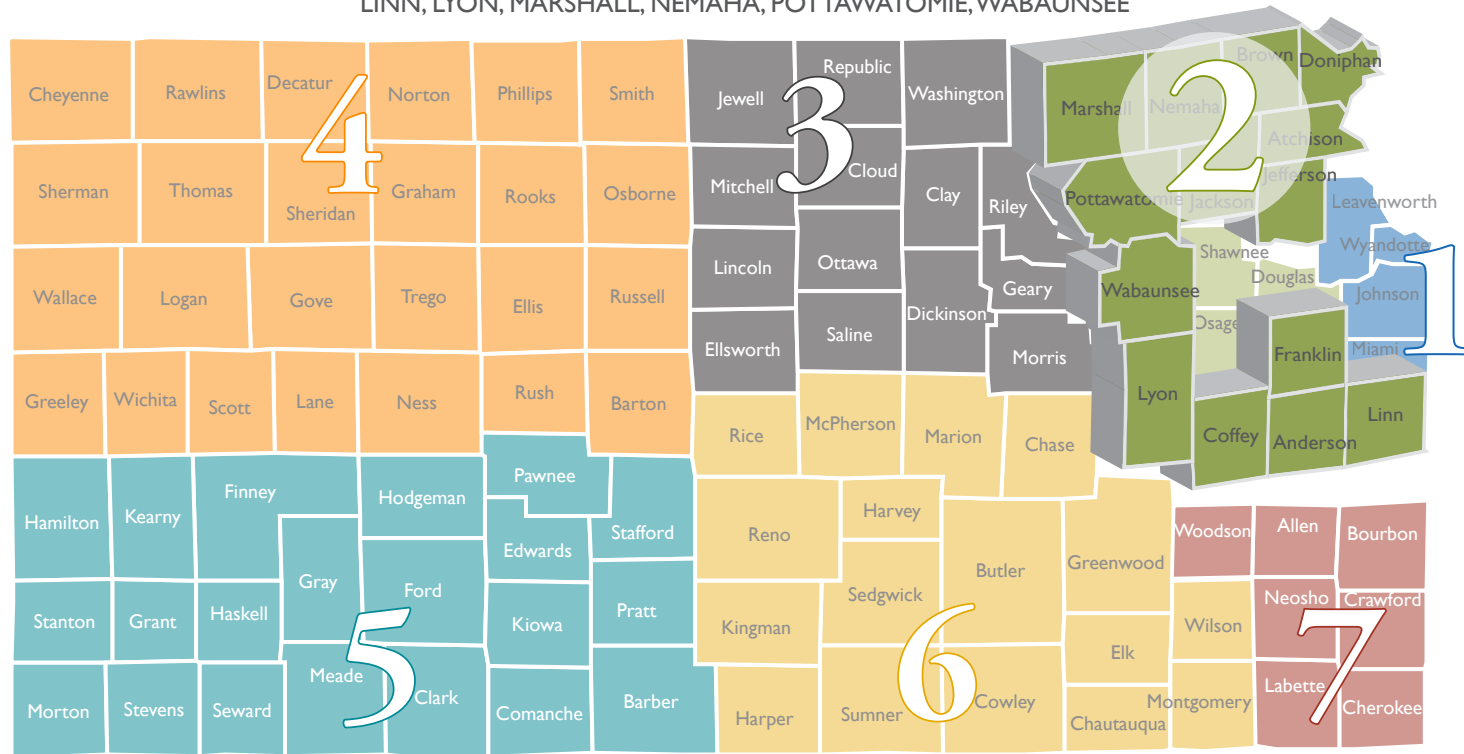 LINN, LYON, MARSHALL, NEMAHA, POTTAWATOMIE, WABAUNSEE
Cheyenne Rawlins Decatur Norton Phillips Smith Jewell Republic Washington Marshall Nemaha Brown Doniphan
4 3 2
Sherman Thomas Sheridan Graham Rooks Osborne Mitchell Cloud Clay Riley Pottawatomie Jackson Atchison Jefferson Leavenworth
Wallace Logan Gove Trego Ellis Russell Lincoln Ottawa Dickinson Geary Wabaunsee Shawnee Douglas Wyandotte Johnson
1
Greeley Wichita Scott Lane Ness Rush Barton Ellsworth Saline Morris Lyon Osage Franklin Miami
Rice McPherson Marion Chase Coffey Anderson Linn
Hamilton Kearny Finney Hodgeman Pawnee Stafford Reno Harvey
Gray Ford Edwards Sedgwick Butler Greenwood Woodson Allen Bourbon
Stanton Grant Haskell Kiowa Pratt Kingman Elk Wilson Neosho Crawford
5 6 7
Morton Stevens Seward Meade Clark Comanche Barber Harper Sumner Cowley Chautauqua Montgomery Labette Cherokee